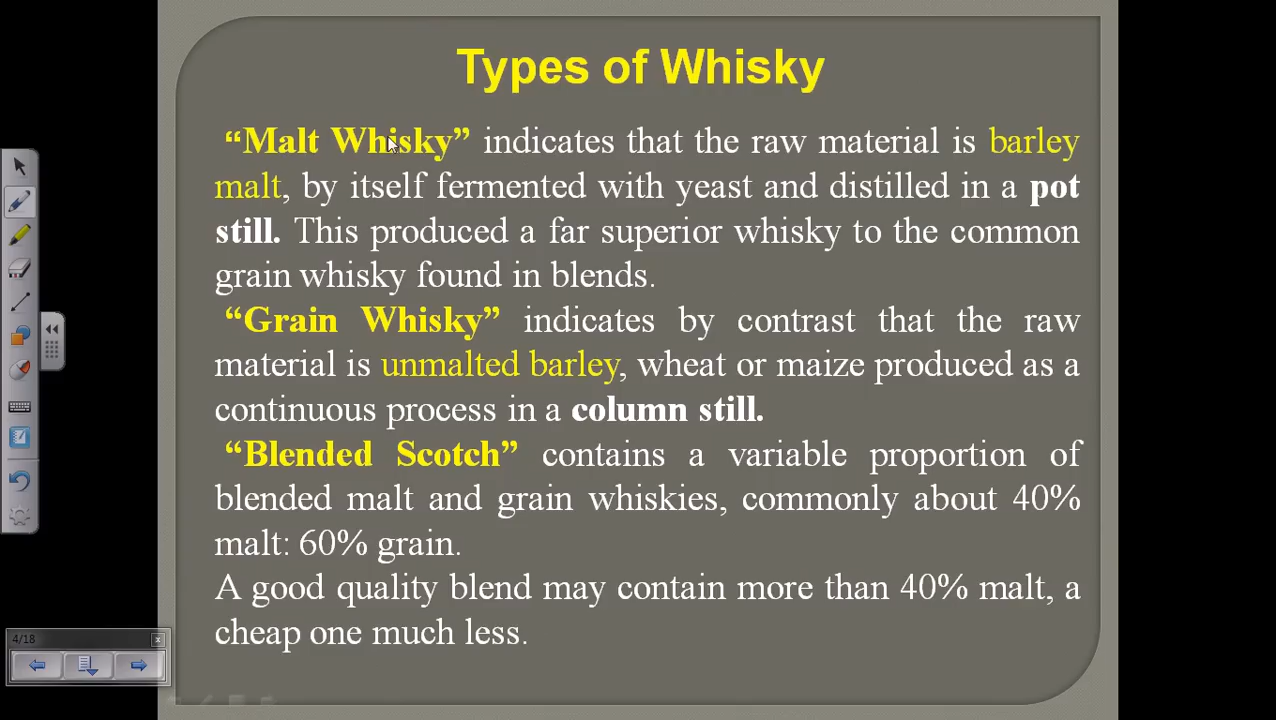 Types of Whisky
“Malt Whisky” indicates that the raw material is barley
malt, by itself fermented with yeast and distilled in a pot
still. This produced a far superior whisky to the common
grain whisky found in blends.
“Grain Whisky” indicates by contrast that the raw
material is unmalted barley, wheat or maize produced as a
continuous process in a column still.
“Blended Scotch” contains a variable proportion of
blended malt and grain whiskies, commonly about 40%
malt: 60% grain.
A good quality blend may contain more than 40% malt, a
cheap one much less.
4/18
x